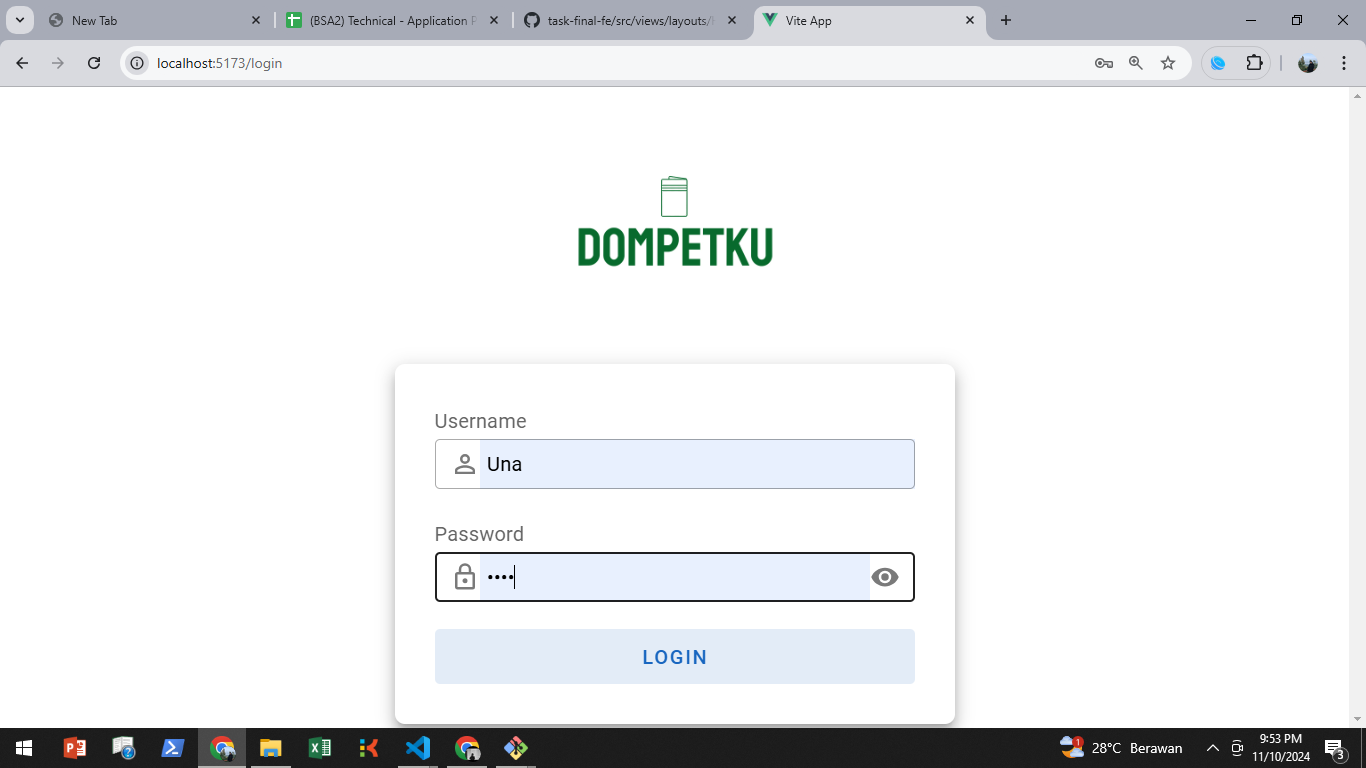 New Tab
(BSA2) Technical - Application P
task-final-fe/src/views/layouts/
Vite App
localhost:5173/login
DOMPETKU
Username
Una
Password
••••
LOGIN
28°C Berawan
9:53 PM
11/10/2024
1
3